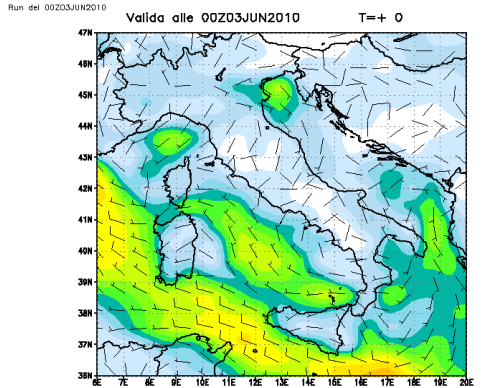 Run del 00Z03JUN2010
Valida alle 00Z03JUN2010 T=+ 0
47N
46N
45N
44N
43N
42N
41N
40N
39N
38N
37N
36N
6E 7E 8E 9E 10E 11E 12E 13E 14E 15E 16E 17E 18E 19E 20E